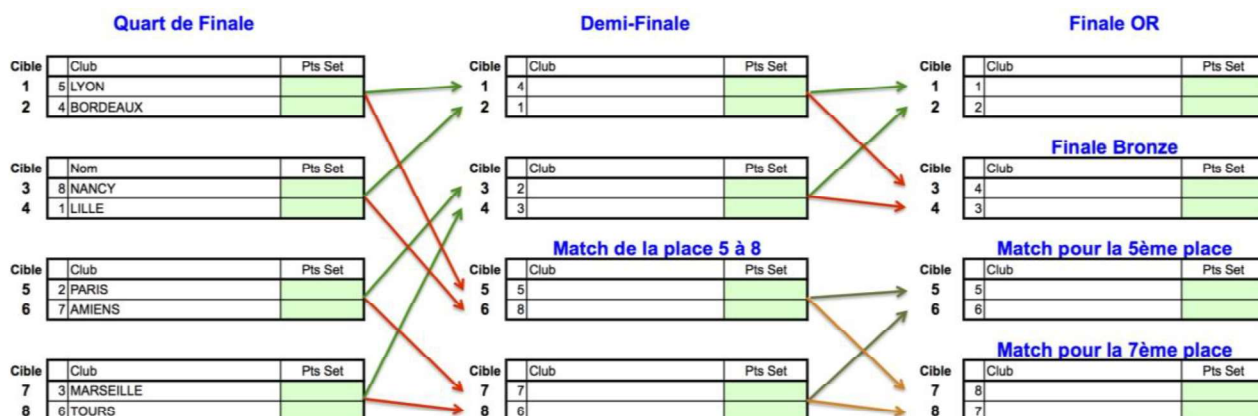 Quart de Finale Demi-Finale Finale OR
Cible Club Pts Set Cible Club Pts Set Cible Club Pts Set
1 5 LYON 1 4 1 1
2 4 BORDEAUX 2 1 2 2
Finale Bronze
Cible Nom Pts Set Cible Club Pts Set Cible Club Pts Set
3 8 NANCY 3 2 3 4
4 1 LILLE 4 3 4 3
Match de la place 5 à 8 Match pour la 5ème place
Cible Club Pts Set Cible Club Pts Set Cible Club Pts Set
5 2 PARIS 5 5 5 5
6 7 AMIENS 6 8 6 6
Match pour la 7ème place
Cible Club Pts Set Cible Club Pts Set Cible Club Pts Set
7 3 MARSEILLE 7 7 7 8
8 6 TOURS 8 6 8 7